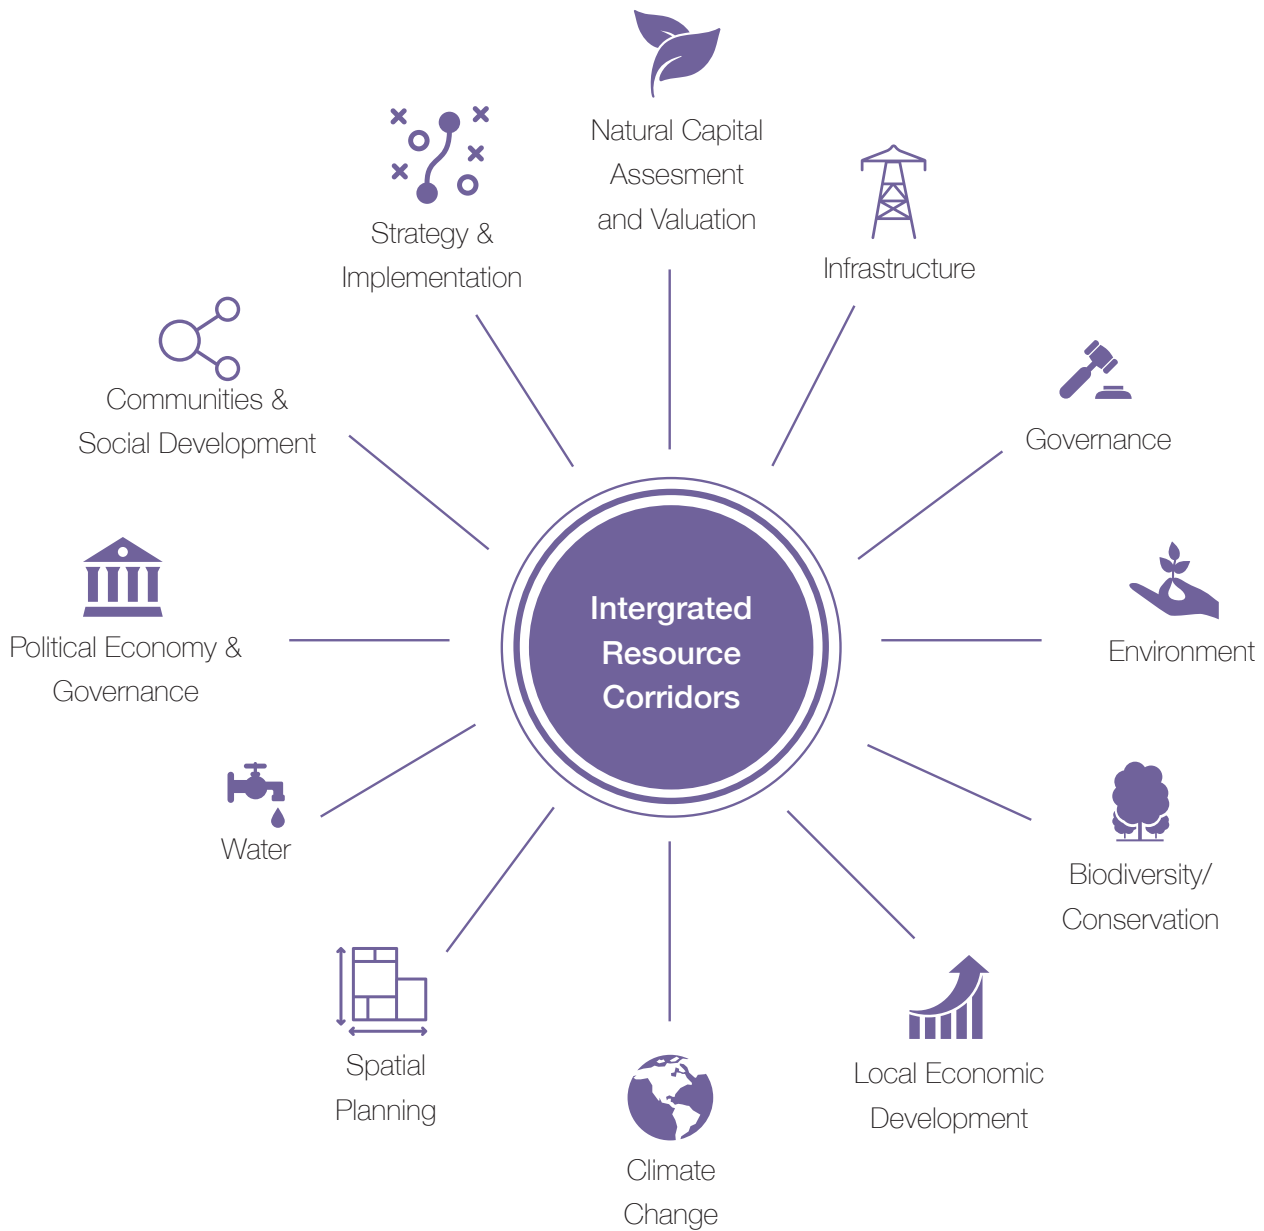 Natural Capital
Assesment
and Valuation
Strategy &
Implementation
Infrastructure
Communities &
Social Development
Governance
Political Economy &
Governance
Intergrated
Resource
Corridors
Environment
Water
Biodiversity/
Conservation
Spatial
Planning
Local Economic
Development
Climate
Change